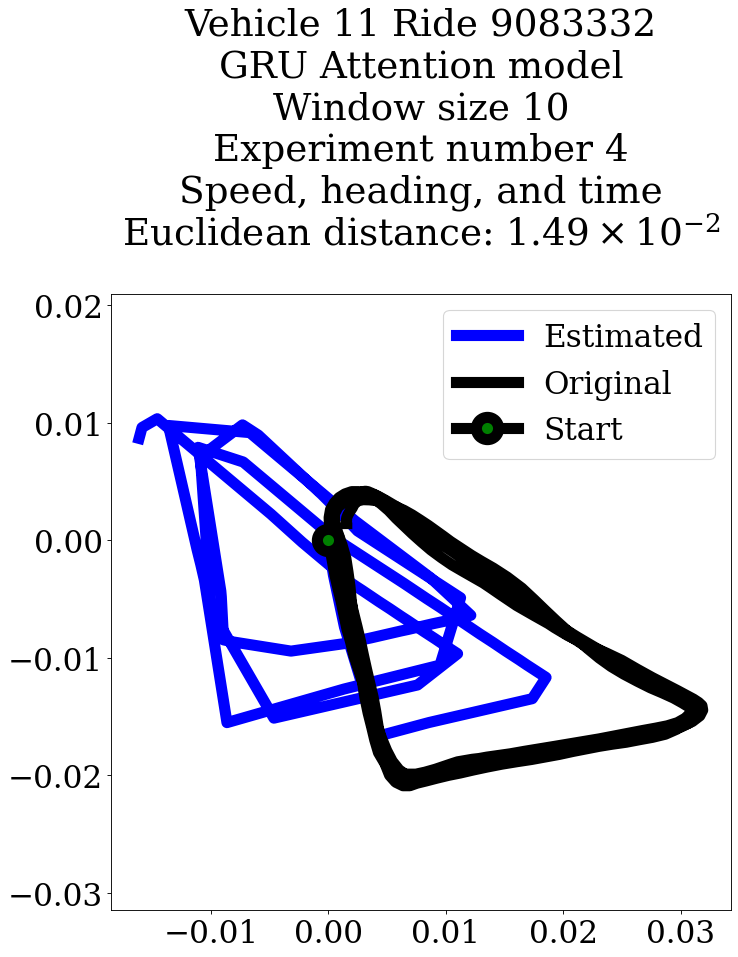 Vehicle 11 Ride 9083332
GRU Attention model
Window size 10
Experiment number 4
Speed, heading, and time
Euclidean distance: 1.49 × 10⁻²
0.02
0.01
0.00
−0.01
−0.02
−0.03
Estimated
Original
Start
−0.01 0.00 0.01 0.02 0.03